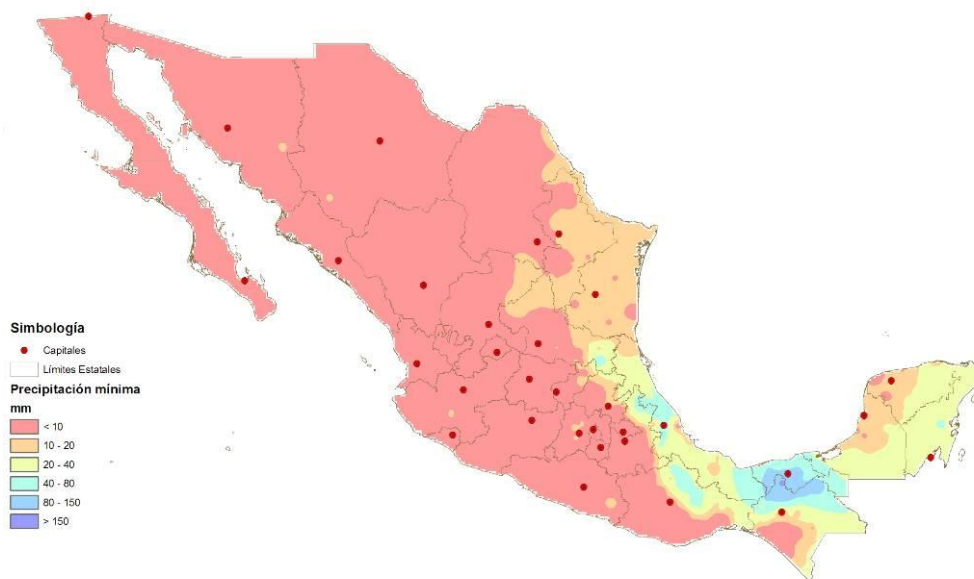 Simbología
Capitales
Límites Estatales
Precipitación mínima
mm
< 10
10 - 20
20 - 40
40 - 80
80 - 150
> 150